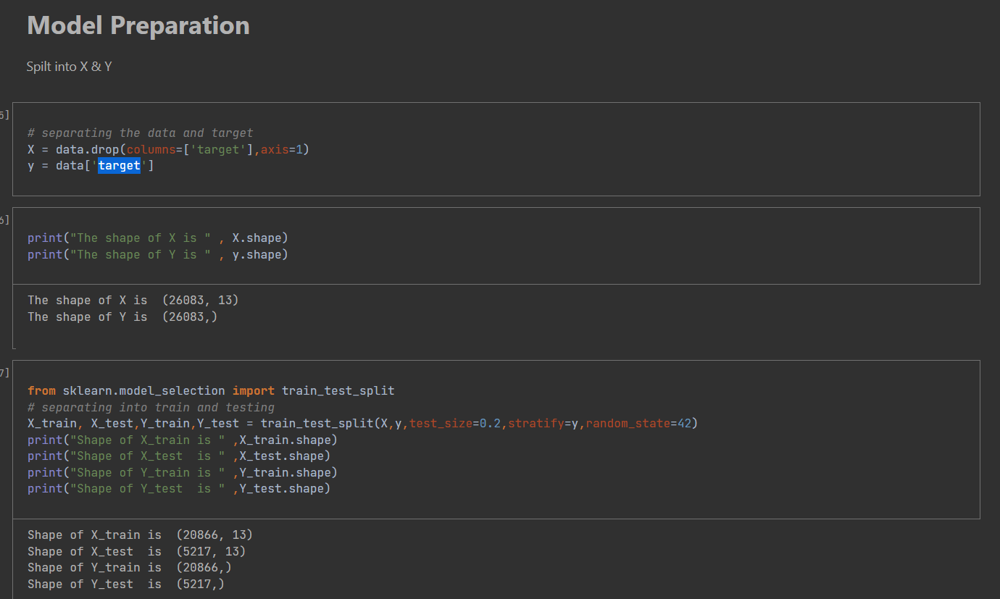 Model Preparation
Spilt into X & Y
5]
# separating the data and target
X = data.drop(columns=['target'],axis=1)
y = data['target']
6]
print("The shape of X is " , X.shape)
print("The shape of Y is " , y.shape)
The shape of X is  (26083, 13)
The shape of Y is  (26083,)
7]
from sklearn.model_selection import train_test_split
# separating into train and testing
X_train, X_test,Y_train,Y_test = train_test_split(X,y,test_size=0.2,stratify=y,random_state=42)
print("Shape of X_train is " ,X_train.shape)
print("Shape of X_test  is " ,X_test.shape)
print("Shape of Y_train is " ,Y_train.shape)
print("Shape of Y_test  is " ,Y_test.shape)
Shape of X_train is  (20866, 13)
Shape of X_test  is  (5217, 13)
Shape of Y_train is  (20866,)
Shape of Y_test  is  (5217,)